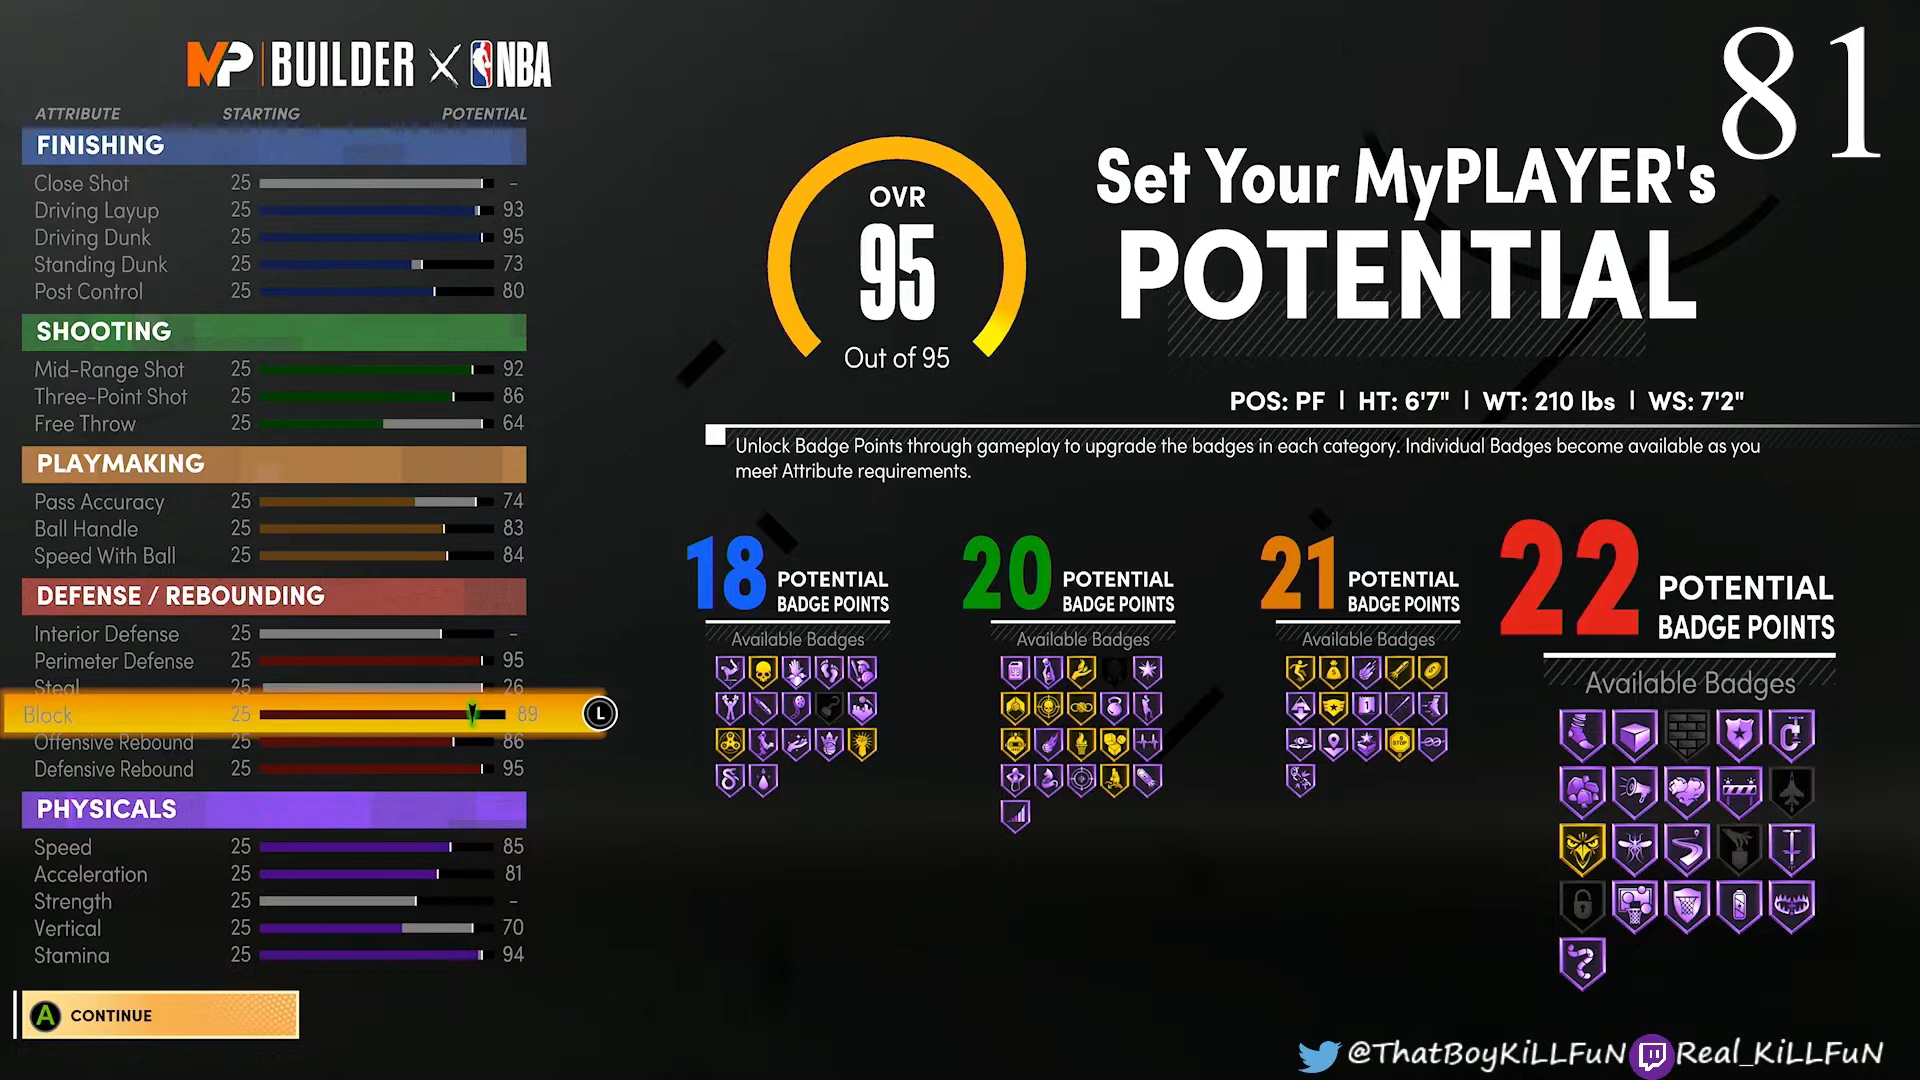 MP BUILDER X NBA
81
ATTRIBUTE STARTING POTENTIAL
FINISHING
Close Shot 25 -
Driving Layup 25 93
Driving Dunk 25 95
Standing Dunk 25 73
Post Control 25 80
SHOOTING
Mid-Range Shot 25 92
Three-Point Shot 25 86
Free Throw 25 64
PLAYMAKING
Pass Accuracy 25 74
Ball Handle 25 83
Speed With Ball 25 84
DEFENSE / REBOUNDING
Interior Defense 25 -
Perimeter Defense 25 95
Steal 25 26
Block 25 89 L
Offensive Rebound 25 86
Defensive Rebound 25 95
PHYSICALS
Speed 25 85
Acceleration 25 81
Strength 25 -
Vertical 25 70
Stamina 25 94
A CONTINUE
OVR
95
Out of 95
Set Your MyPLAYER's
POTENTIAL
POS: PF | HT: 6'7" | WT: 210 lbs | WS: 7'2"
Unlock Badge Points through gameplay to upgrade the badges in each category. Individual Badges become available as you
meet Attribute requirements.
18 POTENTIAL
BADGE POINTS
Available Badges
20 POTENTIAL
BADGE POINTS
Available Badges
21 POTENTIAL
BADGE POINTS
Available Badges
22 POTENTIAL
BADGE POINTS
Available Badges
STOP
@ThatBoyKiLLFuN Real_KiLLFuN